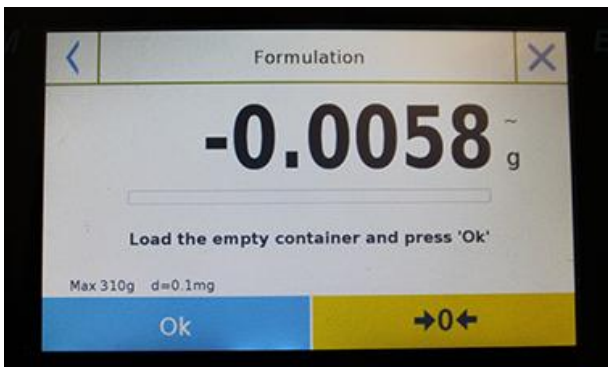 Formulation
-0.0058 ~ g
Load the empty container and press 'Ok'
Max 310g d=0.1mg
Ok →0←